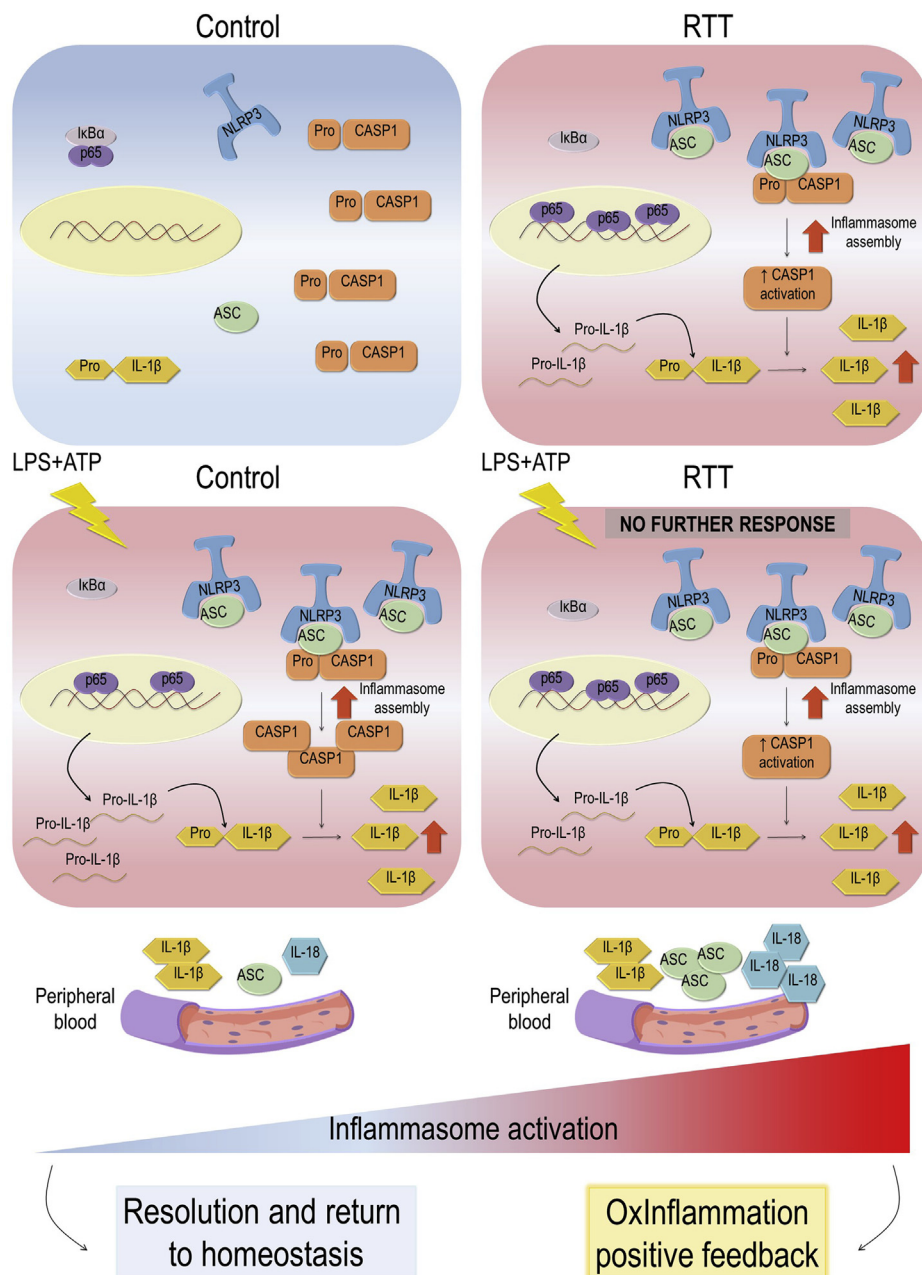 Control
IκBα
p65
NLRP3
Pro CASP1
Pro CASP1
Pro CASP1
ASC
Pro CASP1
Pro IL-1β
RTT
IκBα
NLRP3
ASC
NLRP3
ASC
NLRP3
ASC
Pro CASP1
p65
p65
p65
Inflammasome
assembly
↑ CASP1
activation
Pro-IL-1β
Pro-IL-1β
Pro IL-1β
IL-1β
IL-1β
IL-1β
LPS+ATP
Control
IκBα
NLRP3
ASC
NLRP3
ASC
NLRP3
ASC
Pro CASP1
p65
p65
Inflammasome
assembly
CASP1
CASP1
CASP1
Pro-IL-1β
Pro-IL-1β
Pro-IL-1β
Pro IL-1β
IL-1β
IL-1β
IL-1β
LPS+ATP
RTT
NO FURTHER RESPONSE
IκBα
NLRP3
ASC
NLRP3
ASC
NLRP3
ASC
Pro CASP1
p65
p65
p65
Inflammasome
assembly
↑ CASP1
activation
Pro-IL-1β
Pro-IL-1β
Pro IL-1β
IL-1β
IL-1β
IL-1β
IL-1β
IL-1β
ASC
IL-18
Peripheral
blood
IL-1β
IL-1β
ASC
ASC
ASC
IL-18
IL-18
IL-18
Peripheral
blood
Inflammasome activation
Resolution and return
to homeostasis
OxInflammation
positive feedback